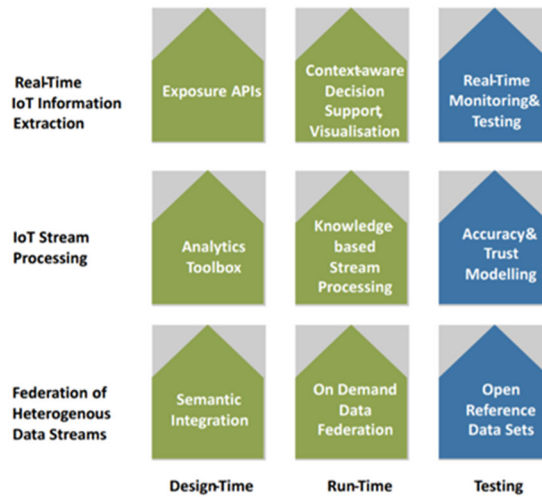 Real-Time
IoT Information
Extraction
Exposure APIs
Context-aware
Decision
Support,
Visualisation
Real-Time
Monitoring&
Testing
IoT Stream
Processing
Analytics
Toolbox
Knowledge
based
Stream
Processing
Accuracy&
Trust
Modelling
Federation of
Heterogenous
Data Streams
Semantic
Integration
On Demand
Data
Federation
Open
Reference
Data Sets
Design-Time
Run-Time
Testing